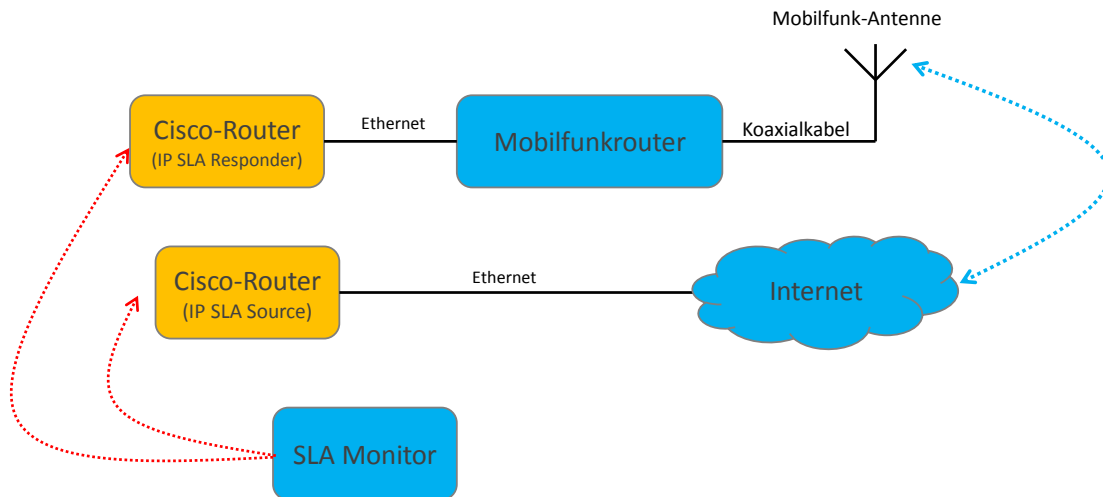 Mobilfunk-Antenne
Cisco-Router
(IP SLA Responder)
Ethernet
Mobilfunkrouter
Koaxialkabel
Cisco-Router
(IP SLA Source)
Ethernet
Internet
SLA Monitor